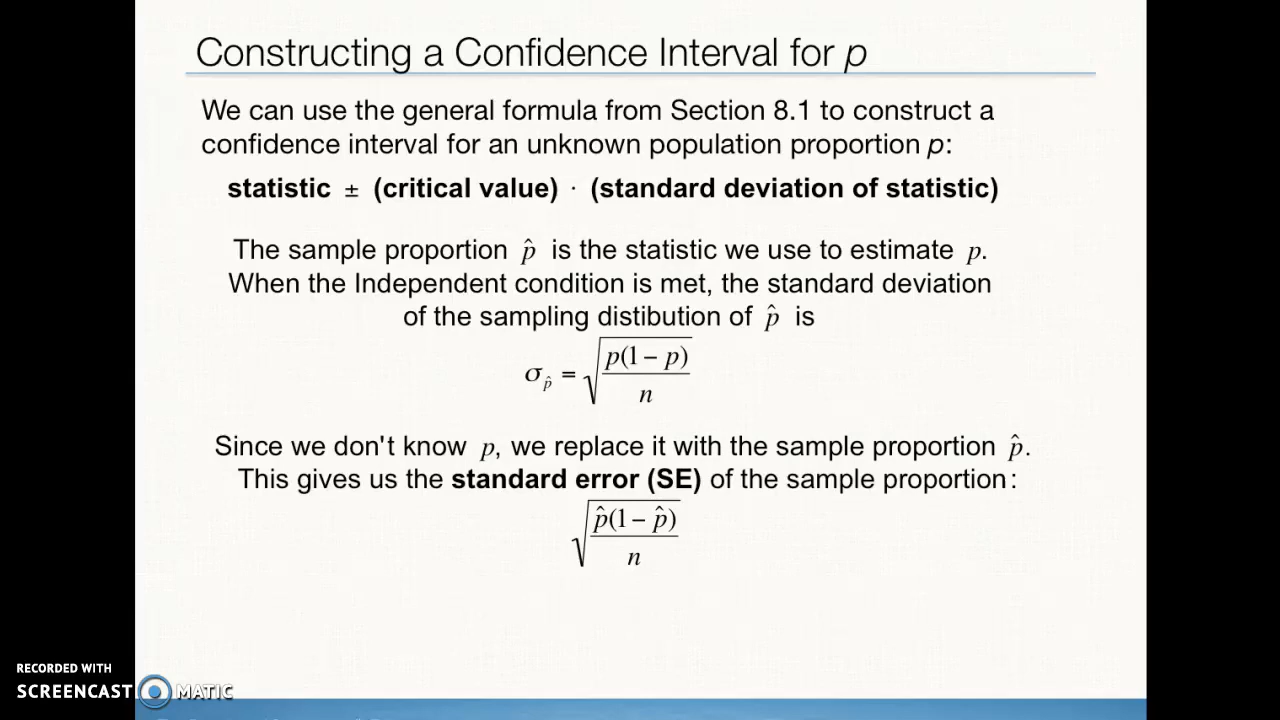 Constructing a Confidence Interval for p
We can use the general formula from Section 8.1 to construct a
confidence interval for an unknown population proportion p:
statistic ± (critical value) · (standard deviation of statistic)
The sample proportion p̂ is the statistic we use to estimate p.
When the Independent condition is met, the standard deviation
of the sampling distibution of p̂ is
σp̂ = √(p(1 − p)/n)
Since we don't know p, we replace it with the sample proportion p̂.
This gives us the standard error (SE) of the sample proportion:
√(p̂(1 − p̂)/n)
RECORDED WITH
SCREENCAST MATIC